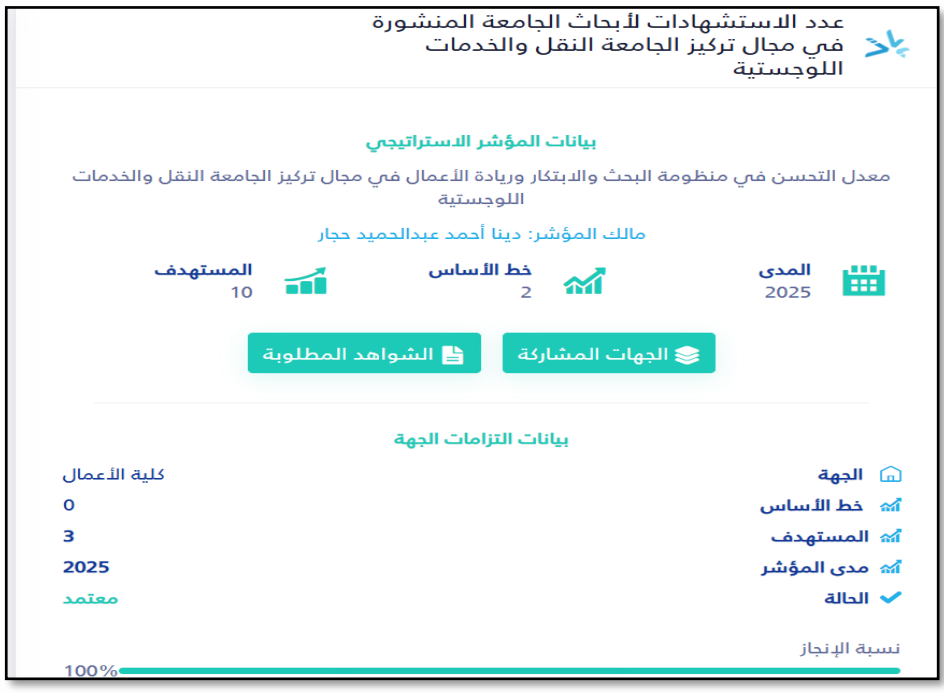 عدد الاستشهادات لأبحاث الجامعة المنشورة
في مجال تركيز الجامعة النقل والخدمات
اللوجستية
بيانات المؤشر الاستراتيجي
معدل التحسن في منظومة البحث والابتكار وريادة الأعمال في مجال تركيز الجامعة النقل والخدمات
اللوجستية
مالك المؤشر: دينا أحمد عبدالحميد حجار
المدى
2025
خط الأساس
2
المستهدف
10
الجهات المشاركة
الشواهد المطلوبة
بيانات التزامات الجهة
الجهة كلية الأعمال
خط الأساس 0
المستهدف 3
مدى المؤشر 2025
الحالة معتمد
نسبة الإنجاز
100%